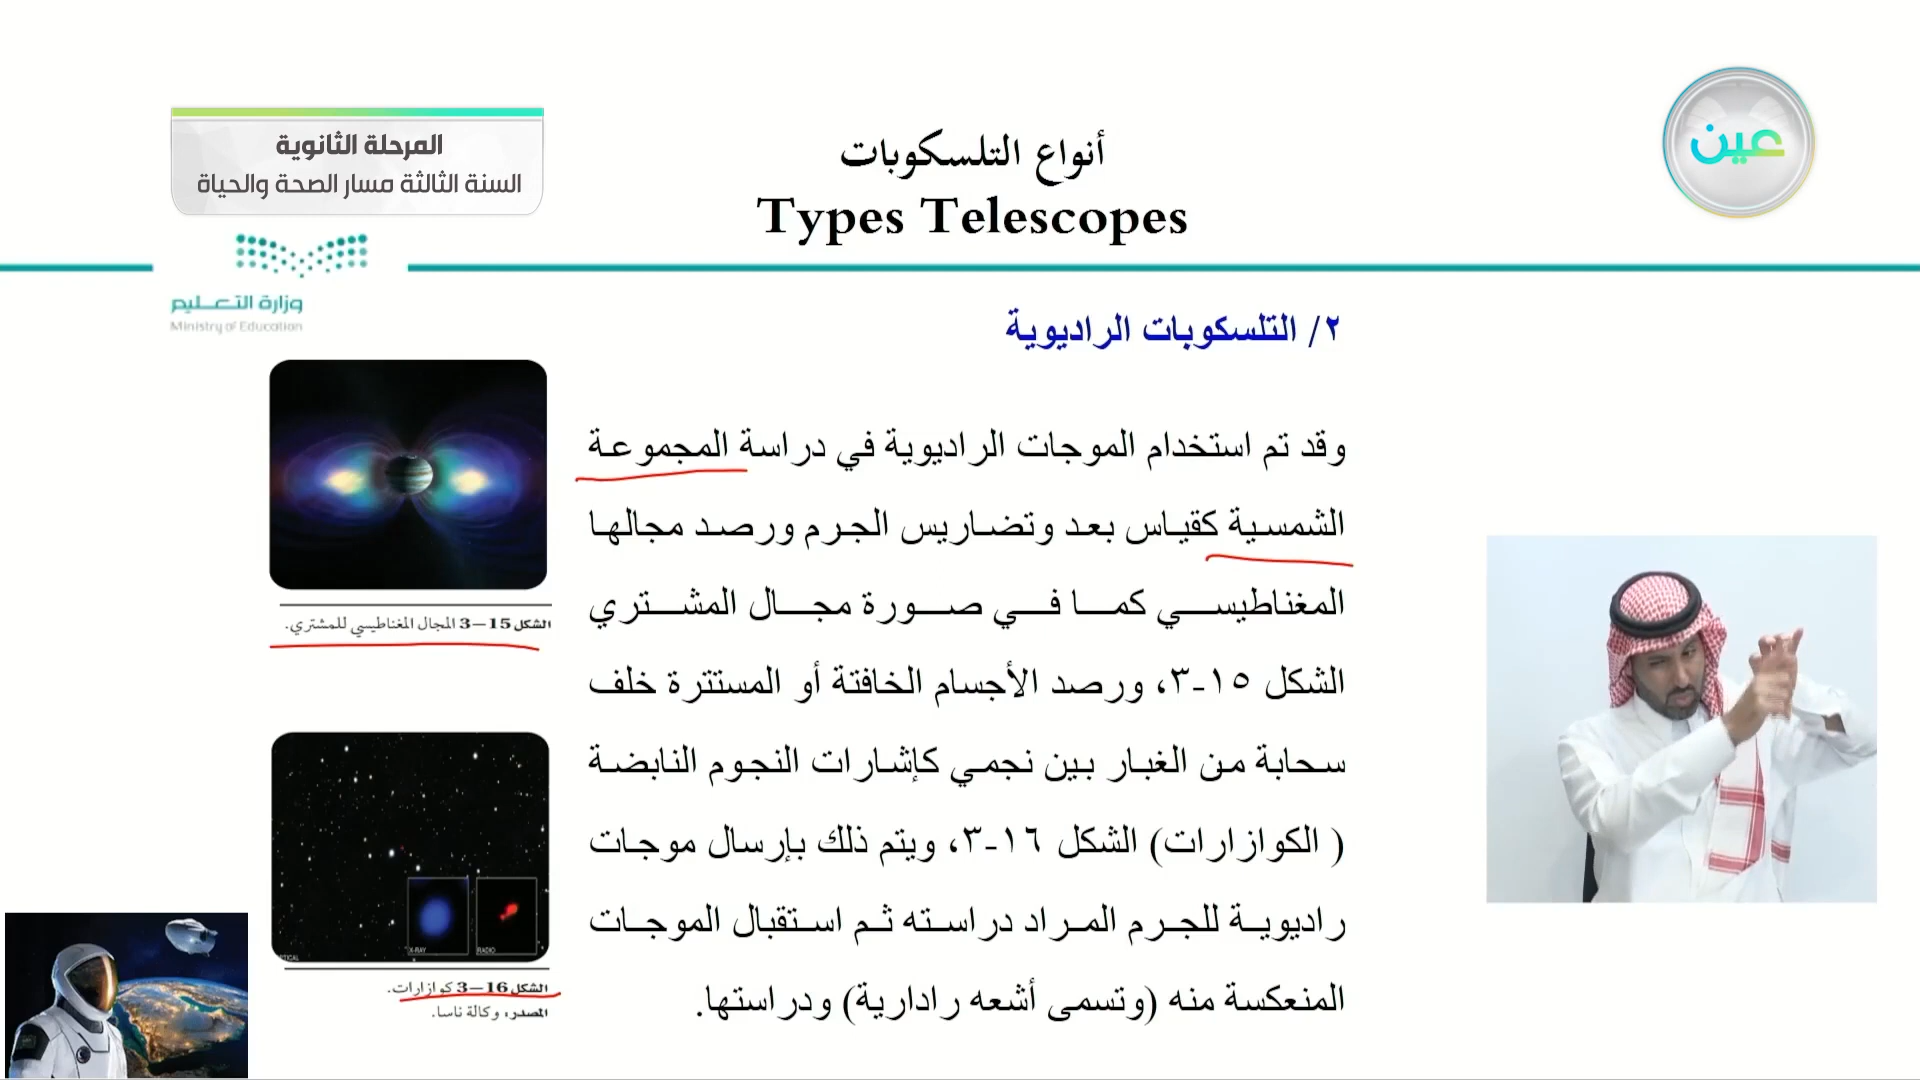 المرحلة الثانوية
السنة الثالثة مسار الصحة والحياة
أنواع التلسكوبات
Types Telescopes
عين
وزارة التعليم
Ministry of Education
٢/ التلسكوبات الراديوية
وقد تم استخدام الموجات الراديوية في دراسة المجموعة
الشمسية كقياس بعد وتضاريس الجرم ورصد مجالها
المغناطيسي كما في صورة مجال المشتري
الشكل ١٥-٣، ورصد الأجسام الخافتة أو المستترة خلف
سحابة من الغبار بين نجمي كإشارات النجوم النابضة
( الكوازارات) الشكل ١٦-٣، ويتم ذلك بإرسال موجات
راديوية للجرم المراد دراسته ثم استقبال الموجات
المنعكسة منه (وتسمى أشعه رادارية) ودراستها.
الشكل 15–3 المجال المغناطيسي للمشتري.
X-RAY
RADIO
الشكل 16–3 كوازارات.
المصدر، وكالة ناسا.